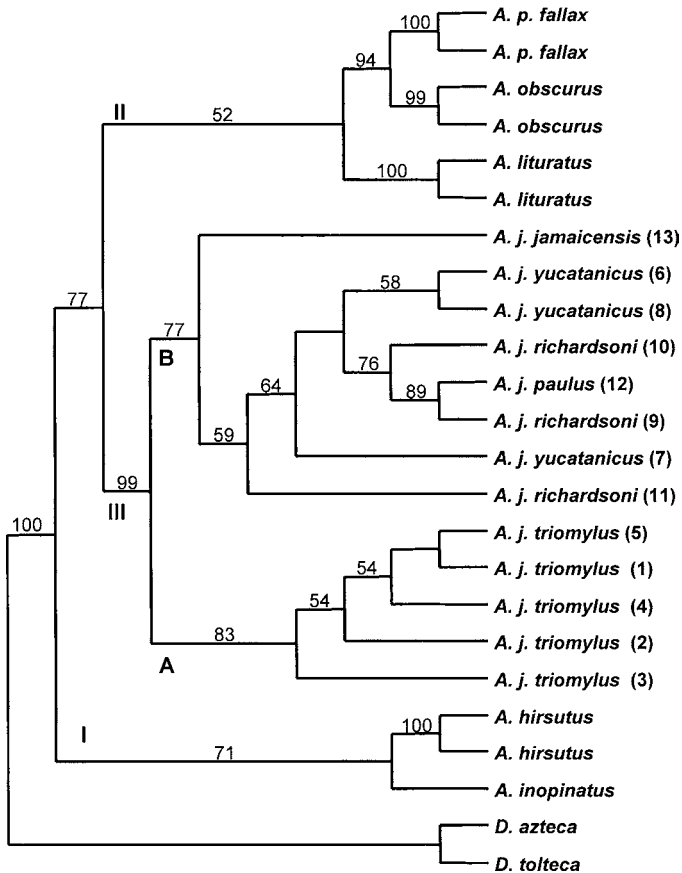 100
A. p. fallax
A. p. fallax
94
A. obscurus
99
A. obscurus
II
52
A. lituratus
100
A. lituratus
A. j. jamaicensis (13)
A. j. yucatanicus (6)
58
A. j. yucatanicus (8)
77
77
B
A. j. richardsoni (10)
76
A. j. paulus (12)
64
89
A. j. richardsoni (9)
59
A. j. yucatanicus (7)
99
A. j. richardsoni (11)
III
100
A. j. triomylus (5)
54
A. j. triomylus (1)
54
A. j. triomylus (4)
83
A. j. triomylus (2)
A
A. j. triomylus (3)
I
100
A. hirsutus
71
A. hirsutus
A. inopinatus
D. azteca
D. tolteca